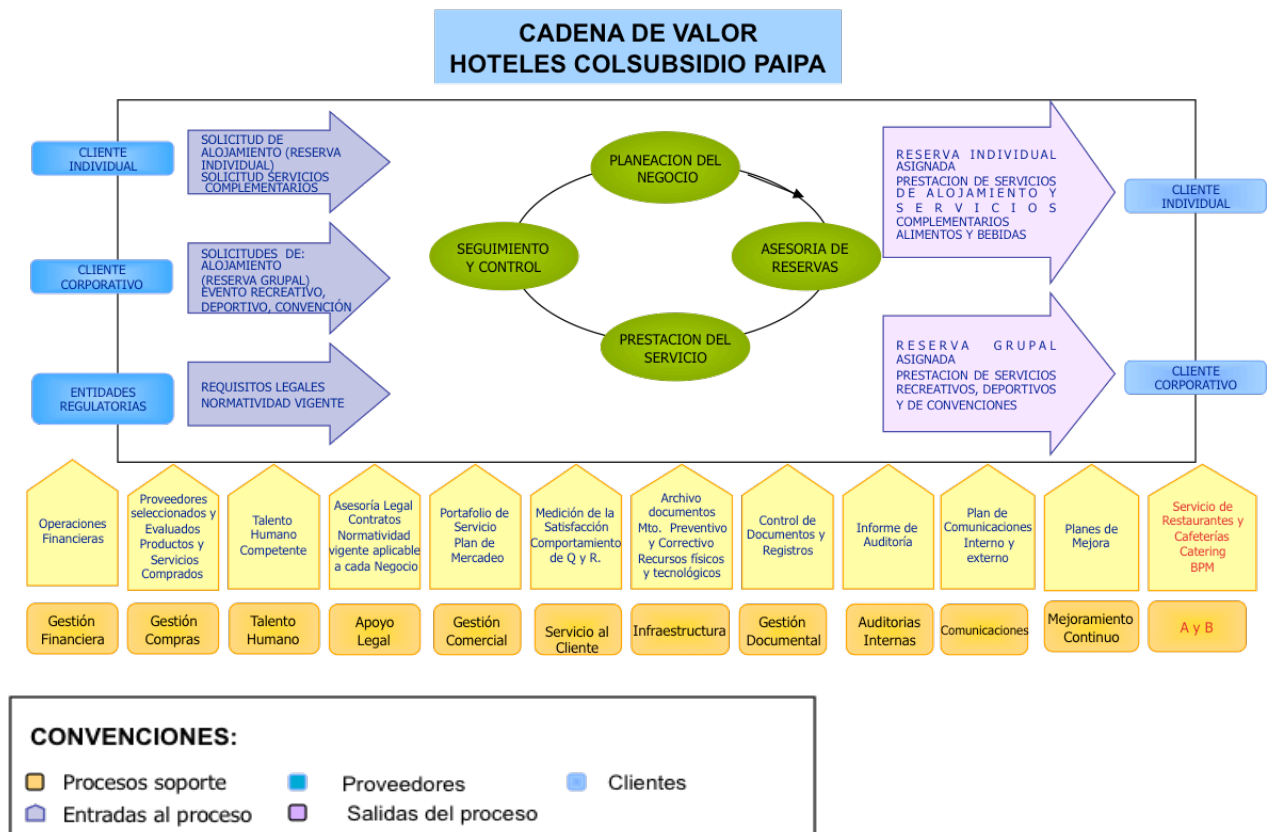 CADENA DE VALOR
HOTELES COLSUBSIDIO PAIPA
CLIENTE
INDIVIDUAL
SOLICITUD DE
ALOJAMIENTO (RESERVA
INDIVIDUAL)
SOLICITUD SERVICIOS
COMPLEMENTARIOS
CLIENTE
CORPORATIVO
SOLICITUDES DE:
ALOJAMIENTO
(RESERVA GRUPAL)
EVENTO RECREATIVO,
DEPORTIVO, CONVENCIÓN
ENTIDADES
REGULATORIAS
REQUISITOS LEGALES
NORMATIVIDAD VIGENTE
PLANEACION DEL
NEGOCIO
SEGUIMIENTO
Y CONTROL
ASESORIA DE
RESERVAS
PRESTACION DEL
SERVICIO
RESERVA INDIVIDUAL
ASIGNADA
PRESTACION DE SERVICIOS
DE ALOJAMIENTO Y
SERVICIOS
COMPLEMENTARIOS
ALIMENTOS Y BEBIDAS
CLIENTE
INDIVIDUAL
RESERVA GRUPAL
ASIGNADA
PRESTACION DE SERVICIOS
RECREATIVOS, DEPORTIVOS
Y DE CONVENCIONES
CLIENTE
CORPORATIVO
Operaciones
Financieras
Proveedores
seleccionados y
Evaluados
Productos y
Servicios
Comprados
Talento
Humano
Competente
Asesoría Legal
Contratos
Normatividad
vigente aplicable
a cada Negocio
Portafolio de
Servicio
Plan de
Mercadeo
Medición de la
Satisfacción
Comportamiento
de Q y R.
Archivo
documentos
Mto. Preventivo
y Correctivo
Recursos físicos
y tecnológicos
Control de
Documentos y
Registros
Informe de
Auditoría
Plan de
Comunicaciones
Interno y
externo
Planes de
Mejora
Servicio de
Restaurantes y
Cafeterías
Catering
BPM
Gestión
Financiera
Gestión
Compras
Talento
Humano
Apoyo
Legal
Gestión
Comercial
Servicio al
Cliente
Infraestructura
Gestión
Documental
Auditorias
Internas
Comunicaciones
Mejoramiento
Continuo
A y B
CONVENCIONES:
Procesos soporte
Proveedores
Clientes
Entradas al proceso
Salidas del proceso